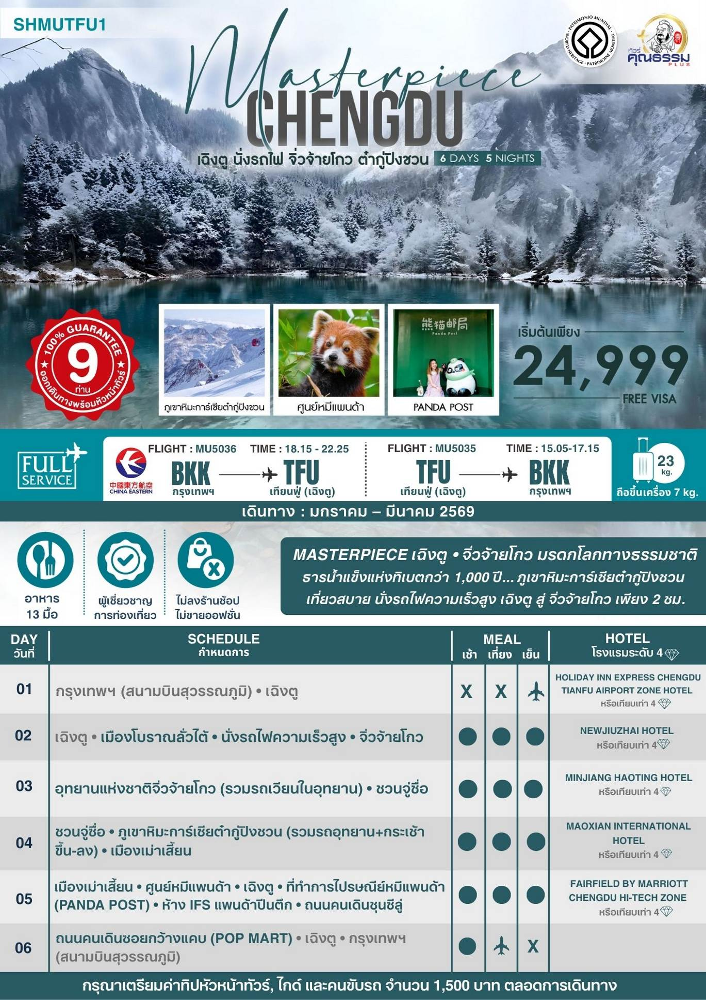 SHMUTFU1
PATRIMONIO MUNDIAL • WORLD HERITAGE • PATRIMOINE MONDIAL
ทัวร์
คุณธรรม
PLUS
Masterpiece
CHENGDU
เฉิงตู นั่งรถไฟ จิ่วจ้ายโกว ต๋ากู่ปิงชวน 6 DAYS 5 NIGHTS
100% GUARANTEE
9
ท่าน
ออกเดินทางพร้อมหัวหน้าทัวร์
熊猫邮局
Panda Post
ภูเขาหิมะการ์เซียต๋ากู่ปิงชวน
ศูนย์หมีแพนด้า
PANDA POST
เริ่มต้นเพียง
24,999
FREE VISA
FULL
SERVICE
中國東方航空
CHINA EASTERN
FLIGHT : MU5036 TIME : 18.15 - 22.25
BKK TFU
กรุงเทพฯ เทียนฟู่ (เฉิงตู)
FLIGHT : MU5035 TIME : 15.05-17.15
TFU BKK
เทียนฟู่ (เฉิงตู) กรุงเทพฯ
23
kg.
ถือขึ้นเครื่อง 7 kg.
เดินทาง : มกราคม – มีนาคม 2569
อาหาร
13 มื้อ
ผู้เชี่ยวชาญ
การท่องเที่ยว
ไม่ลงร้านช้อป
ไม่ขายออฟชั่น
MASTERPIECE เฉิงตู • จิ่วจ้ายโกว มรดกโลกทางธรรมชาติ
ธารน้ำแข็งแห่งทิเบตกว่า 1,000 ปี... ภูเขาหิมะการ์เซียต๋ากู่ปิงชวน
เที่ยวสบาย นั่งรถไฟความเร็วสูง เฉิงตู สู่ จิ่วจ้ายโกว เพียง 2 ชม.
DAY SCHEDULE MEAL HOTEL
วันที่ กำหนดการ เช้า เที่ยง เย็น โรงแรมระดับ 4
01 กรุงเทพฯ (สนามบินสุวรรณภูมิ) • เฉิงตู X X
HOLIDAY INN EXPRESS CHENGDU
TIANFU AIRPORT ZONE HOTEL
หรือเทียบเท่า 4
02 เฉิงตู • เมืองโบราณลั่วไต้ • นั่งรถไฟความเร็วสูง • จิ่วจ้ายโกว
NEWJIUZHAI HOTEL
หรือเทียบเท่า 4
03 อุทยานแห่งชาติจิ่วจ้ายโกว (รวมรถเวียนในอุทยาน) • ชวนจู่ซื่อ
MINJIANG HAOTING HOTEL
หรือเทียบเท่า 4
04 ชวนจู่ซื่อ • ภูเขาหิมะการ์เซียต๋ากู่ปิงชวน (รวมรถอุทยาน+กระเช้า
ขึ้น-ลง) • เมืองเม่าเสี้ยน
MAOXIAN INTERNATIONAL
HOTEL
หรือเทียบเท่า 4
05 เมืองเม่าเสี้ยน • ศูนย์หมีแพนด้า • เฉิงตู • ที่ทำการไปรษณีย์หมีแพนด้า
(PANDA POST) • ห้าง IFS แพนด้าปีนตึก • ถนนคนเดินชุนซีลู่
FAIRFIELD BY MARRIOTT
CHENGDU HI-TECH ZONE
หรือเทียบเท่า 4
06 ถนนคนเดินซอยกว้างแคบ (POP MART) • เฉิงตู • กรุงเทพฯ
(สนามบินสุวรรณภูมิ)
X
กรุณาเตรียมค่าทิปหัวหน้าทัวร์, ไกด์ และคนขับรถ จำนวน 1,500 บาท ตลอดการเดินทาง